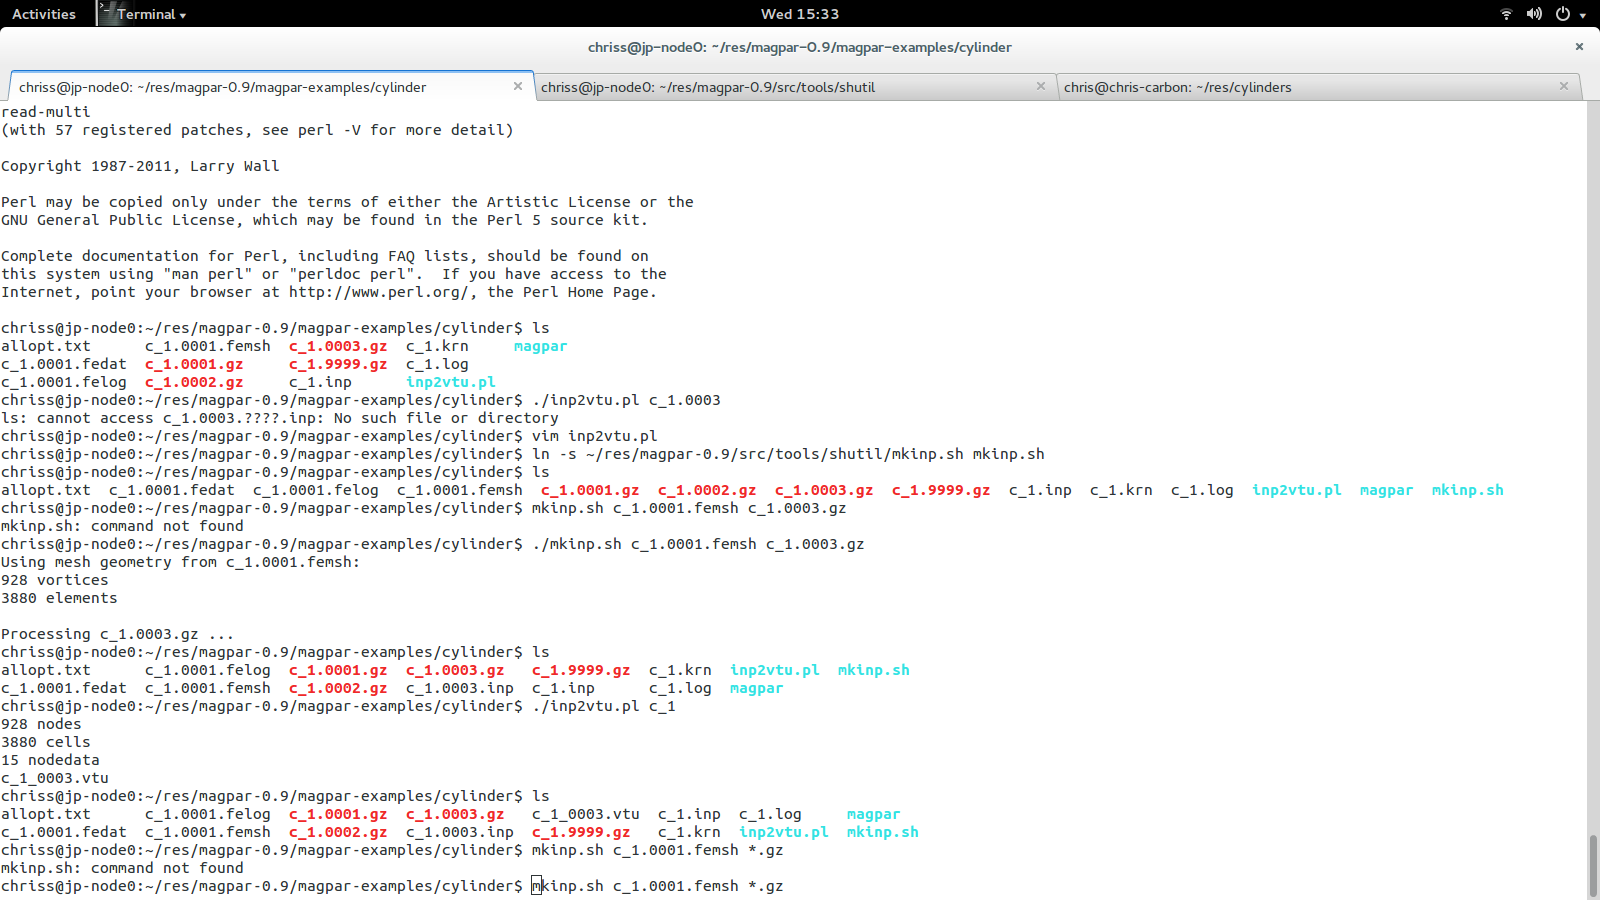 Activities Terminal Wed 15:33
chriss@jp-node0: ~/res/magpar-0.9/magpar-examples/cylinder
chriss@jp-node0: ~/res/magpar-0.9/magpar-examples/cylinder chriss@jp-node0: ~/res/magpar-0.9/src/tools/shutil chris@chris-carbon: ~/res/cylinders
read-multi
(with 57 registered patches, see perl -V for more detail)
Copyright 1987-2011, Larry Wall
Perl may be copied only under the terms of either the Artistic License or the
GNU General Public License, which may be found in the Perl 5 source kit.
Complete documentation for Perl, including FAQ lists, should be found on
this system using "man perl" or "perldoc perl".  If you have access to the
Internet, point your browser at http://www.perl.org/, the Perl Home Page.
chriss@jp-node0:~/res/magpar-0.9/magpar-examples/cylinder$ ls
allopt.txt      c_1.0001.femsh  c_1.0003.gz  c_1.krn     magpar
c_1.0001.fedat  c_1.0001.gz     c_1.9999.gz  c_1.log
c_1.0001.felog  c_1.0002.gz     c_1.inp      inp2vtu.pl
chriss@jp-node0:~/res/magpar-0.9/magpar-examples/cylinder$ ./inp2vtu.pl c_1.0003
ls: cannot access c_1.0003.????.inp: No such file or directory
chriss@jp-node0:~/res/magpar-0.9/magpar-examples/cylinder$ vim inp2vtu.pl
chriss@jp-node0:~/res/magpar-0.9/magpar-examples/cylinder$ ln -s ~/res/magpar-0.9/src/tools/shutil/mkinp.sh mkinp.sh
chriss@jp-node0:~/res/magpar-0.9/magpar-examples/cylinder$ ls
allopt.txt  c_1.0001.fedat  c_1.0001.felog  c_1.0001.femsh  c_1.0001.gz  c_1.0002.gz  c_1.0003.gz  c_1.9999.gz  c_1.inp  c_1.krn  c_1.log  inp2vtu.pl  magpar  mkinp.sh
chriss@jp-node0:~/res/magpar-0.9/magpar-examples/cylinder$ mkinp.sh c_1.0001.femsh c_1.0003.gz
mkinp.sh: command not found
chriss@jp-node0:~/res/magpar-0.9/magpar-examples/cylinder$ ./mkinp.sh c_1.0001.femsh c_1.0003.gz
Using mesh geometry from c_1.0001.femsh:
928 vortices
3880 elements
Processing c_1.0003.gz ...
chriss@jp-node0:~/res/magpar-0.9/magpar-examples/cylinder$ ls
allopt.txt      c_1.0001.felog  c_1.0001.gz  c_1.0003.gz   c_1.9999.gz  c_1.krn  inp2vtu.pl  mkinp.sh
c_1.0001.fedat  c_1.0001.femsh  c_1.0002.gz  c_1.0003.inp  c_1.inp      c_1.log  magpar
chriss@jp-node0:~/res/magpar-0.9/magpar-examples/cylinder$ ./inp2vtu.pl c_1
928 nodes
3880 cells
15 nodedata
c_1_0003.vtu
chriss@jp-node0:~/res/magpar-0.9/magpar-examples/cylinder$ ls
allopt.txt      c_1.0001.felog  c_1.0001.gz  c_1.0003.gz   c_1_0003.vtu  c_1.inp  c_1.log     magpar
c_1.0001.fedat  c_1.0001.femsh  c_1.0002.gz  c_1.0003.inp  c_1.9999.gz   c_1.krn  inp2vtu.pl  mkinp.sh
chriss@jp-node0:~/res/magpar-0.9/magpar-examples/cylinder$ mkinp.sh c_1.0001.femsh *.gz
mkinp.sh: command not found
chriss@jp-node0:~/res/magpar-0.9/magpar-examples/cylinder$ mkinp.sh c_1.0001.femsh *.gz